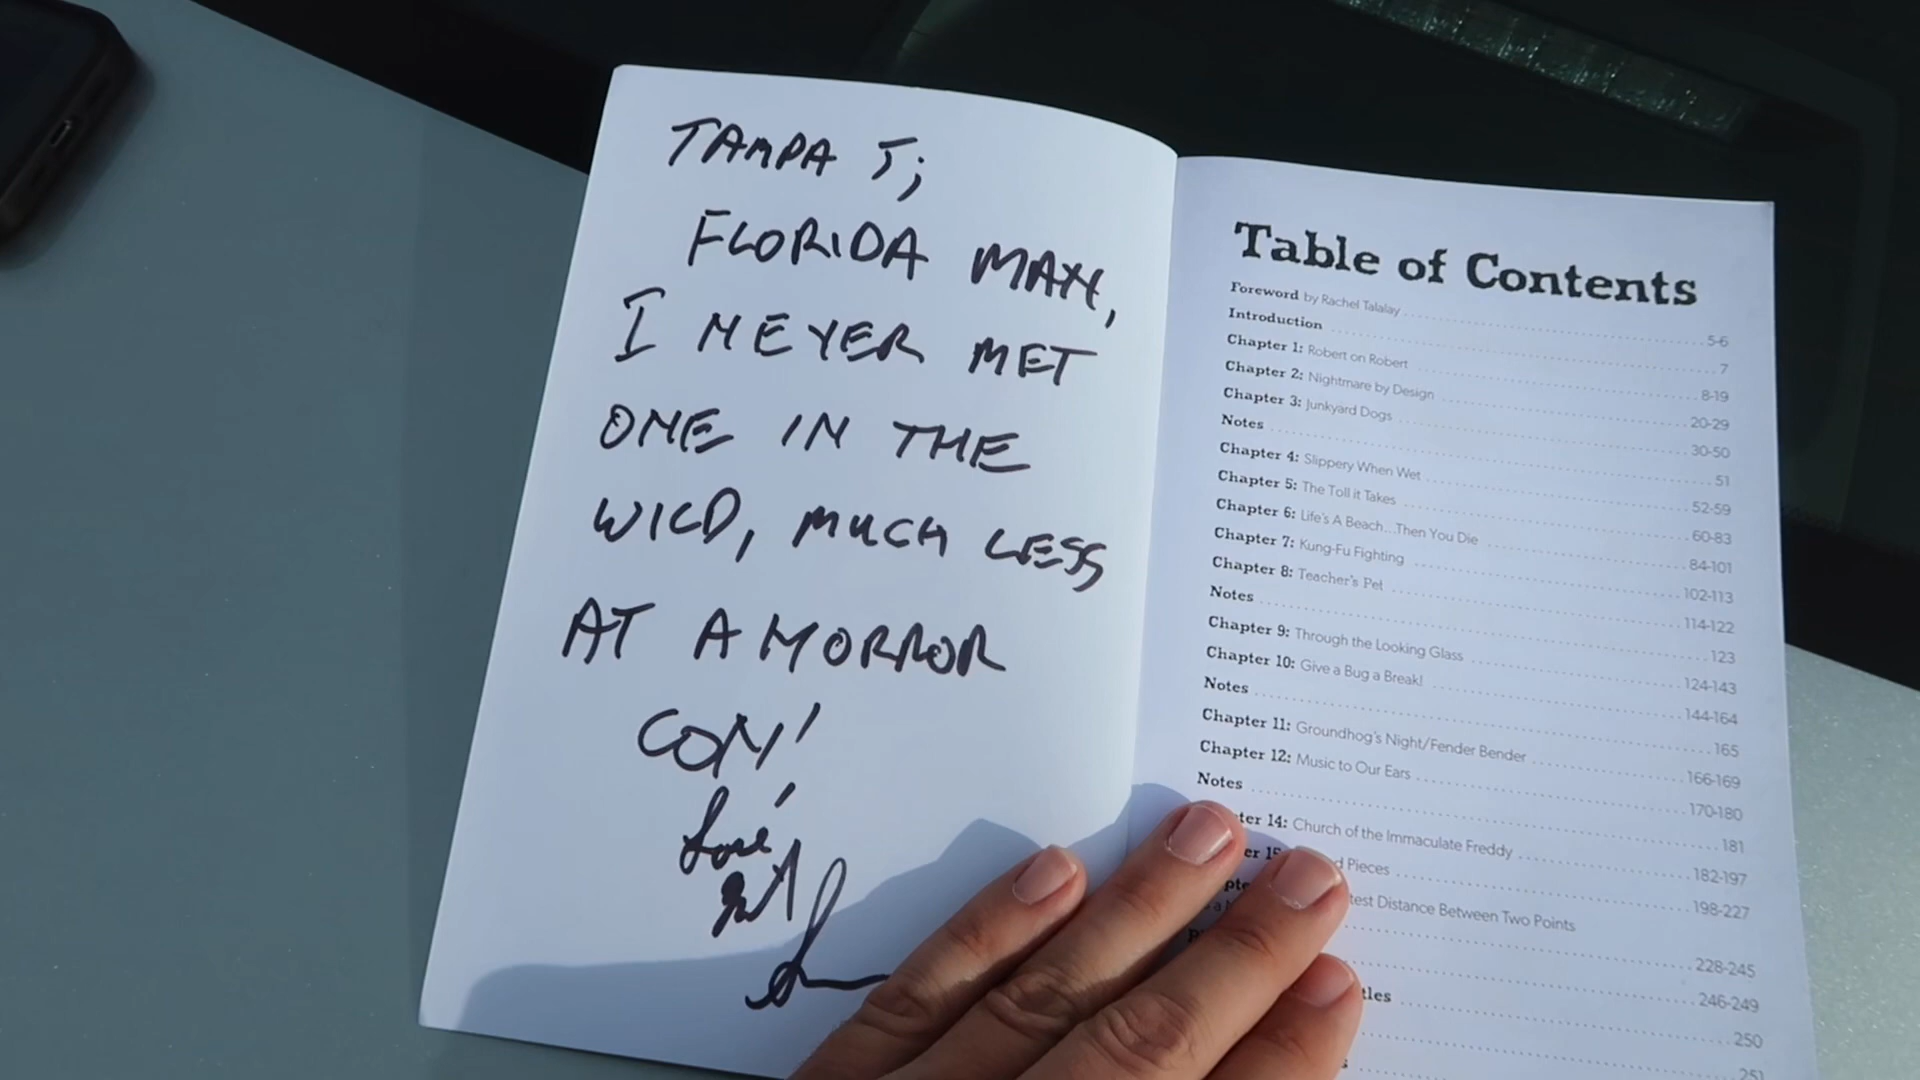 TAMPA T;
FLORIDA MAN,
I NEVER MET
ONE IN THE
WILD, MUCH LESS
AT A HORROR
CON!
Love,
Table of Contents
Foreword by Rachel Talalay 5-6
Introduction 7
Chapter 1: Robert on Robert 8-19
Chapter 2: Nightmare by Design 20-29
Chapter 3: Junkyard Dogs 30-50
Notes 51
Chapter 4: Slippery When Wet 52-59
Chapter 5: The Toll it Takes 60-83
Chapter 6: Life's A Beach...Then You Die 84-101
Chapter 7: Kung-Fu Fighting 102-113
Chapter 8: Teacher's Pet 114-122
Notes 123
Chapter 9: Through the Looking Glass 124-143
Chapter 10: Give a Bug a Break! 144-164
Notes 165
Chapter 11: Groundhog's Night/Fender Bender 166-169
Chapter 12: Music to Our Ears 170-180
Notes 181
14: Church of the Immaculate Freddy 182-197
Pieces 198-227
Distance Between Two Points
228-245
246-249
250
251